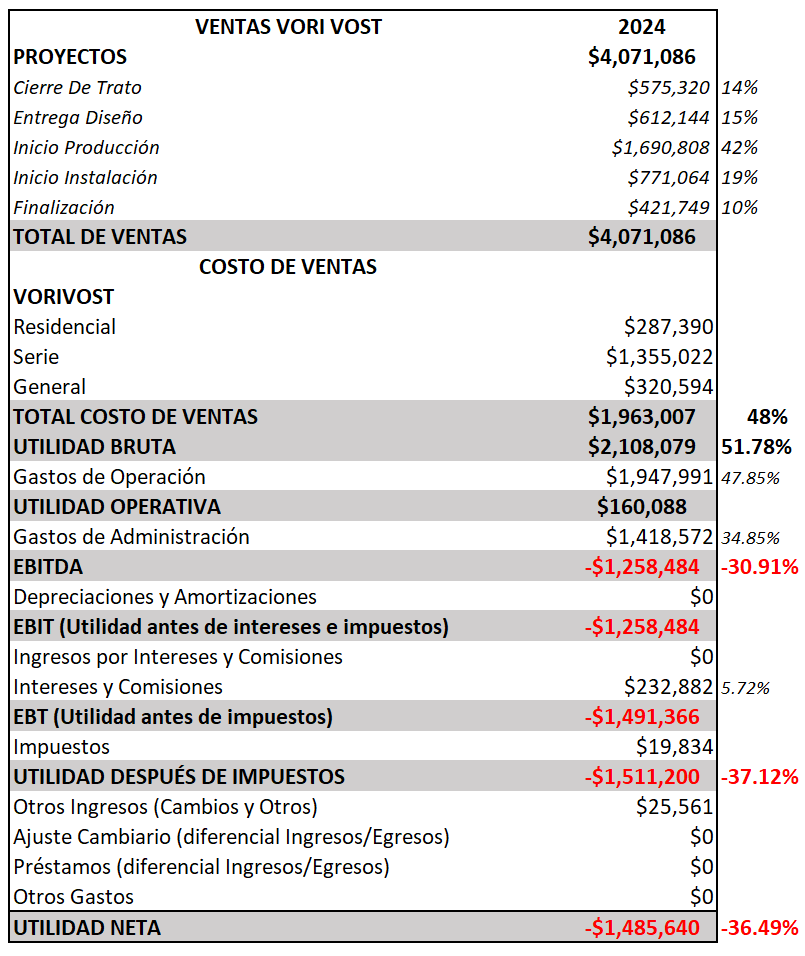 VENTAS VORI VOST 2024
PROYECTOS $4,071,086
Cierre De Trato $575,320 14%
Entrega Diseño $612,144 15%
Inicio Producción $1,690,808 42%
Inicio Instalación $771,064 19%
Finalización $421,749 10%
TOTAL DE VENTAS $4,071,086
COSTO DE VENTAS
VORIVOST
Residencial $287,390
Serie $1,355,022
General $320,594
TOTAL COSTO DE VENTAS $1,963,007 48%
UTILIDAD BRUTA $2,108,079 51.78%
Gastos de Operación $1,947,991 47.85%
UTILIDAD OPERATIVA $160,088
Gastos de Administración $1,418,572 34.85%
EBITDA -$1,258,484 -30.91%
Depreciaciones y Amortizaciones $0
EBIT (Utilidad antes de intereses e impuestos) -$1,258,484
Ingresos por Intereses y Comisiones $0
Intereses y Comisiones $232,882 5.72%
EBT (Utilidad antes de impuestos) -$1,491,366
Impuestos $19,834
UTILIDAD DESPUÉS DE IMPUESTOS -$1,511,200 -37.12%
Otros Ingresos (Cambios y Otros) $25,561
Ajuste Cambiario (diferencial Ingresos/Egresos) $0
Préstamos (diferencial Ingresos/Egresos) $0
Otros Gastos $0
UTILIDAD NETA -$1,485,640 -36.49%